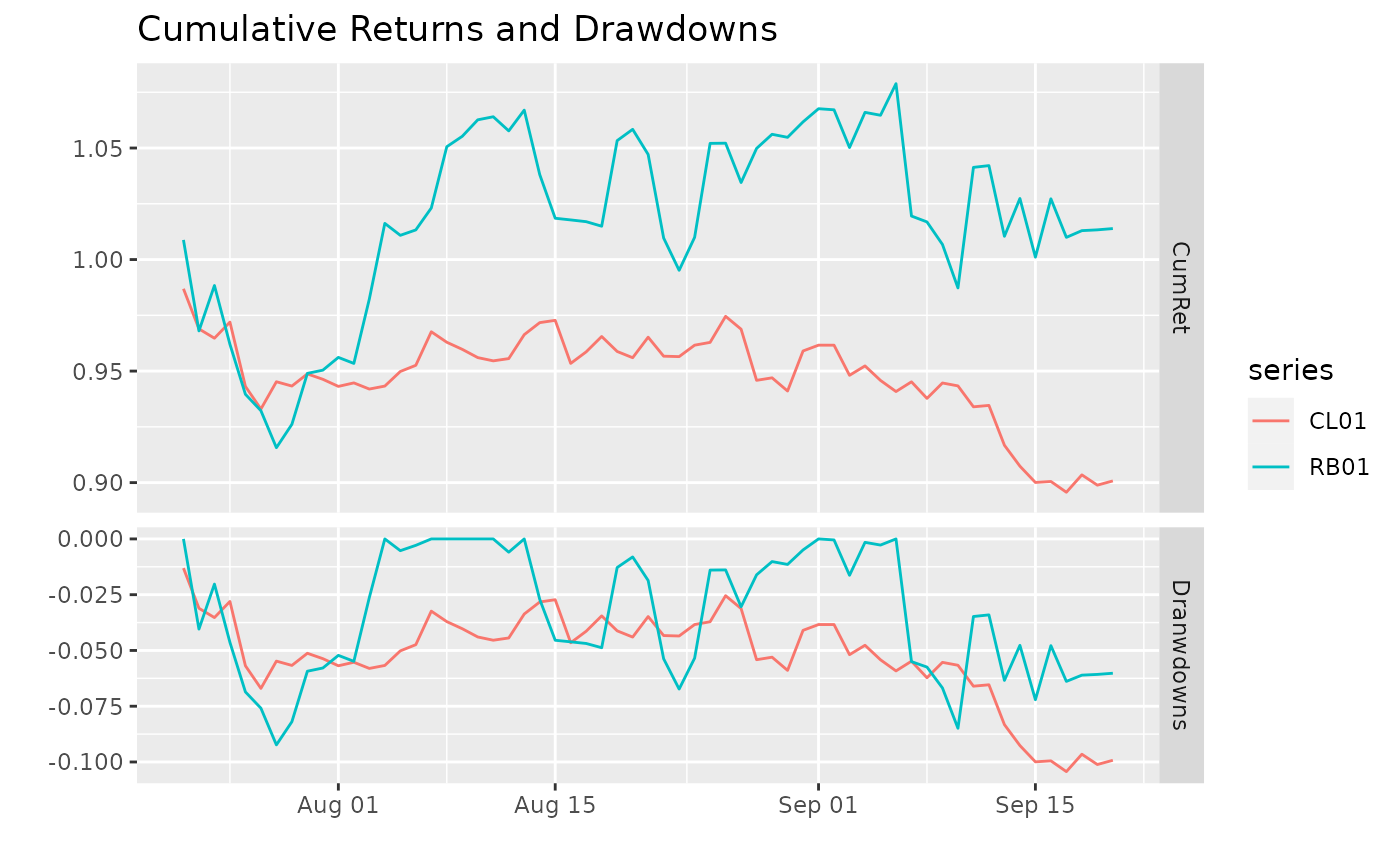 Cumulative Returns and Drawdowns
1.05
1.00
0.95
0.90
CumRet
0.000
-0.025
-0.050
-0.075
-0.100
Dranwdowns
Aug 01
Aug 15
Sep 01
Sep 15
series
CL01
RB01